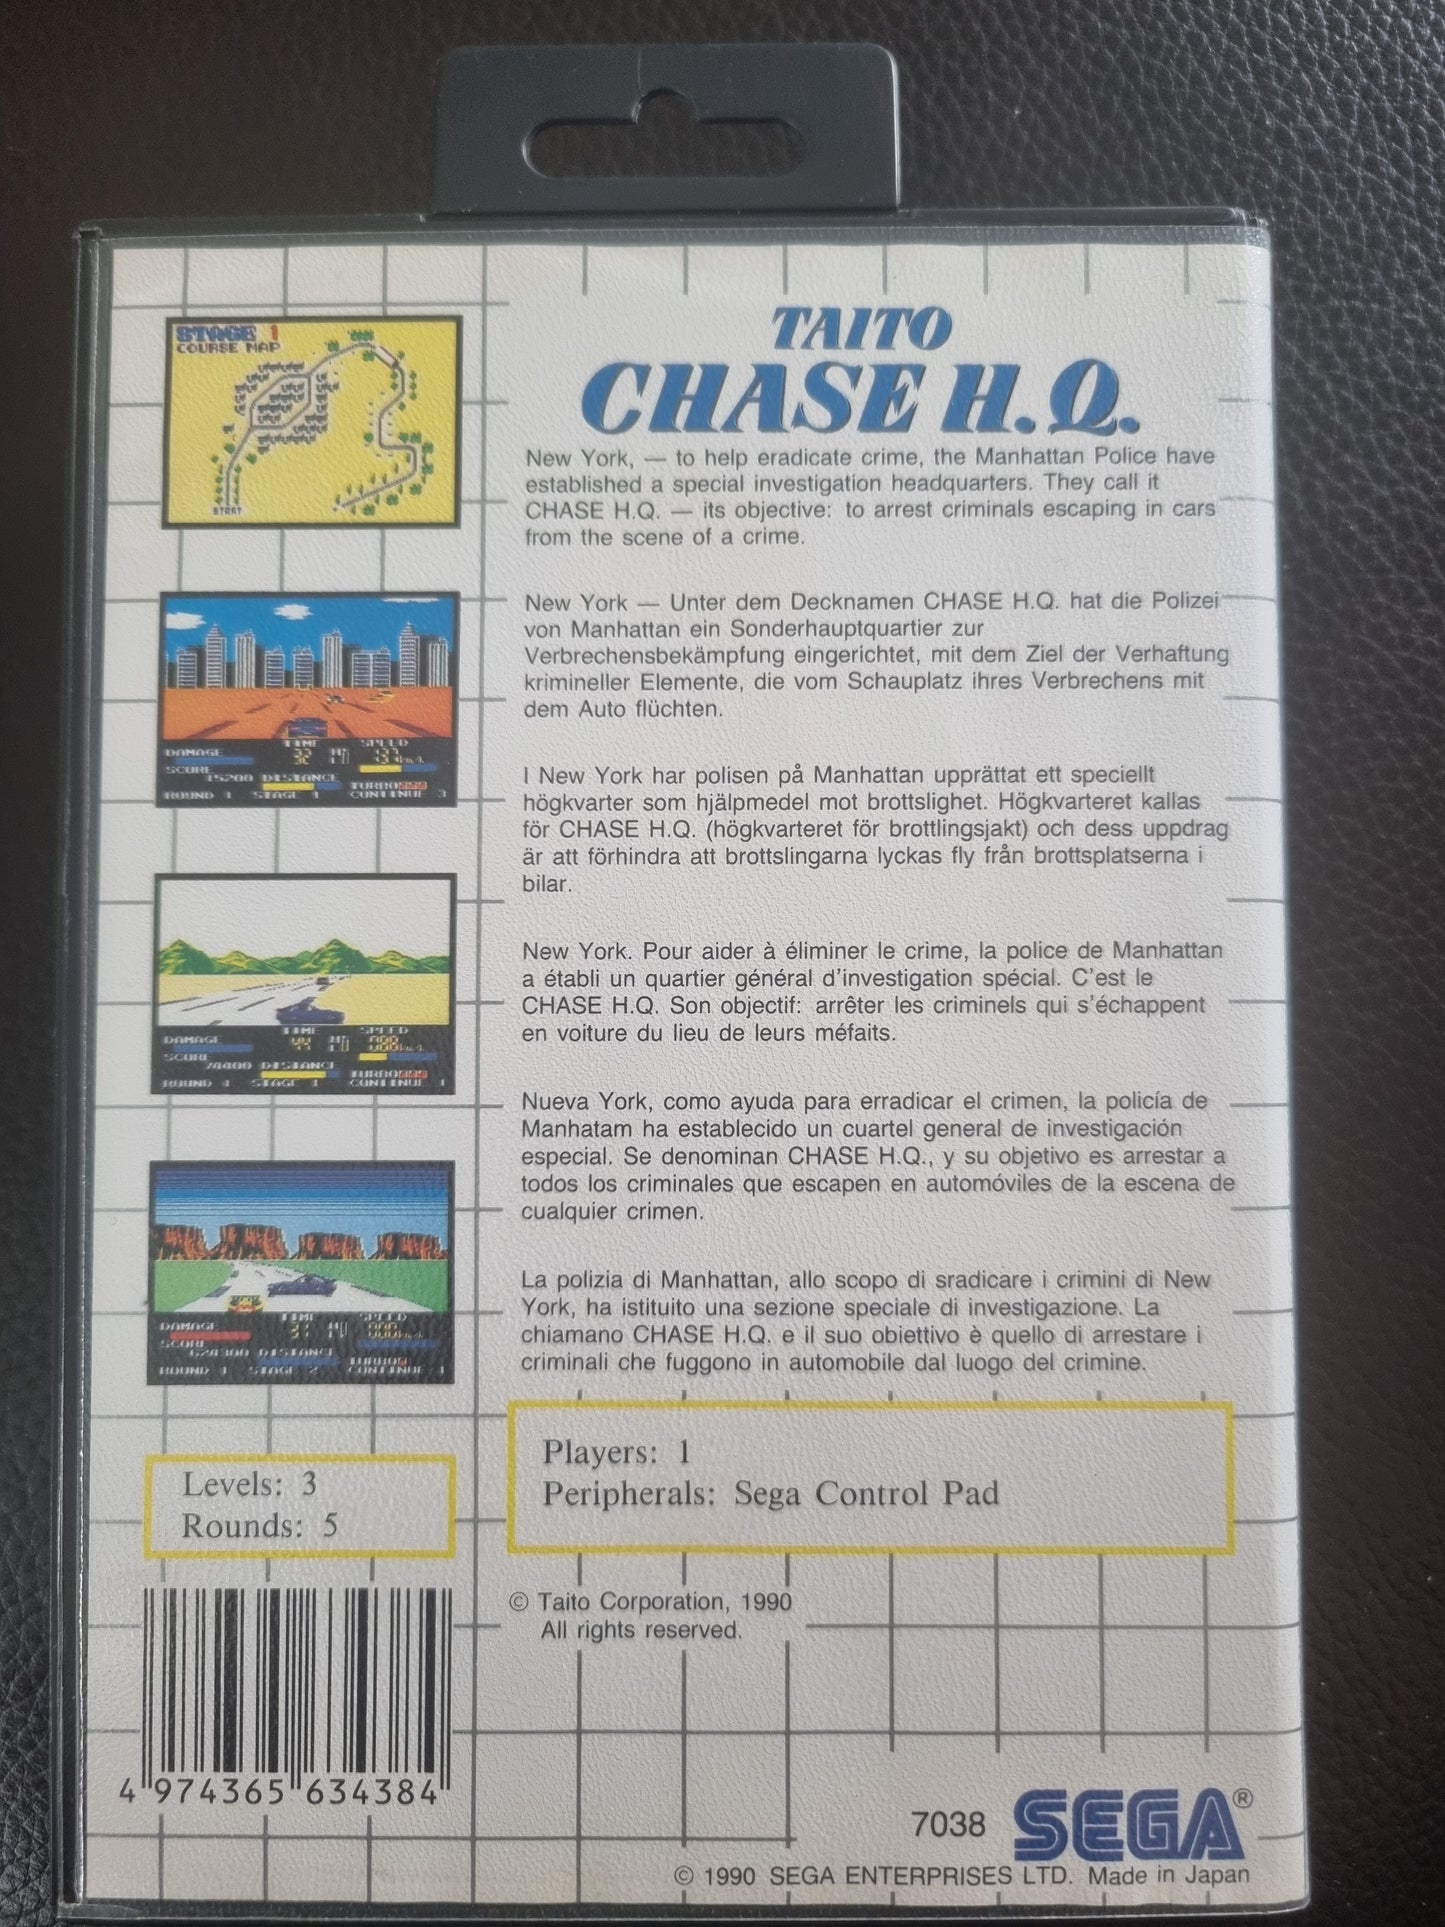 TAITO
CHASE H.Q.
New York, — to help eradicate crime, the Manhattan Police have
established a special investigation headquarters. They call it
CHASE H.Q. — its objective: to arrest criminals escaping in cars
from the scene of a crime.
New York — Unter dem Decknamen CHASE H.Q. hat die Polizei
von Manhattan ein Sonderhauptquartier zur
Verbrechensbekämpfung eingerichtet, mit dem Ziel der Verhaftung
krimineller Elemente, die vom Schauplatz ihres Verbrechens mit
dem Auto flüchten.
I New York har polisen på Manhattan upprättat ett speciellt
högkvarter som hjälpmedel mot brottslighet. Högkvarteret kallas
för CHASE H.Q. (högkvarteret för brottlingsjakt) och dess uppdrag
är att förhindra att brottslingarna lyckas fly från brottsplatserna i
bilar.
New York. Pour aider à éliminer le crime, la police de Manhattan
a établi un quartier général d'investigation spécial. C'est le
CHASE H.Q. Son objectif: arrêter les criminels qui s'échappent
en voiture du lieu de leurs méfaits.
Nueva York, como ayuda para erradicar el crimen, la policía de
Manhatam ha establecido un cuartel general de investigación
especial. Se denominan CHASE H.Q., y su objetivo es arrestar a
todos los criminales que escapen en automóviles de la escena de
cualquier crimen.
La polizia di Manhattan, allo scopo di sradicare i crimini di New
York, ha istituito una sezione speciale di investigazione. La
chiamano CHASE H.Q. e il suo obiettivo è quello di arrestare i
criminali che fuggono in automobile dal luogo del crimine.
STAGE 1
COURSE MAP
START
TIME SPEED
DAMAGE
SCORE
15200 DISTANCE
TURBO
ROUND 1 STAGE 1 CONTINUE 3
TIME SPEED
DAMAGE
SCORE
74400 DISTANCE
TURBO
ROUND 1 STAGE 1 CONTINUE 1
TIME SPEED
DAMAGE
SCORE
DISTANCE
TURBO
ROUND 1 STAGE 2 CONTINUE 1
Levels: 3
Rounds: 5
Players: 1
Peripherals: Sega Control Pad
© Taito Corporation, 1990
All rights reserved.
4 974365 634384
7038 SEGA®
© 1990 SEGA ENTERPRISES LTD. Made in Japan